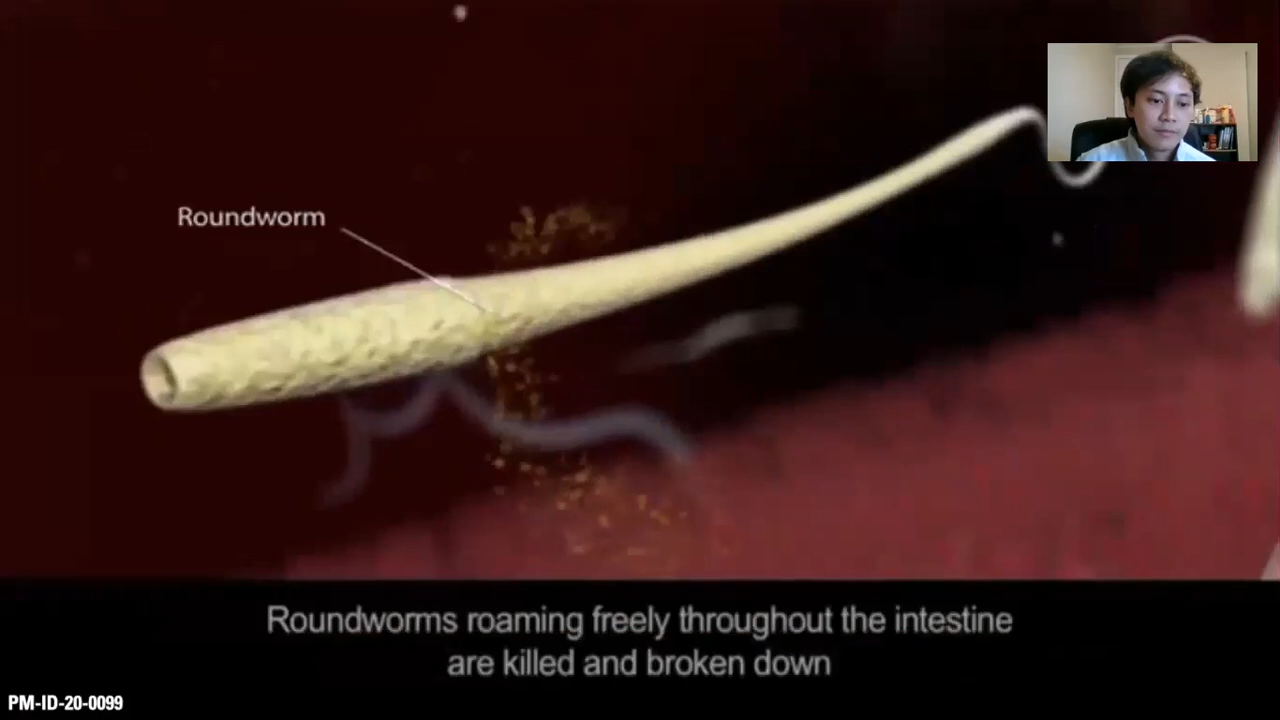 Roundworm
Roundworms roaming freely throughout the intestine
are killed and broken down
PM-ID-20-0099